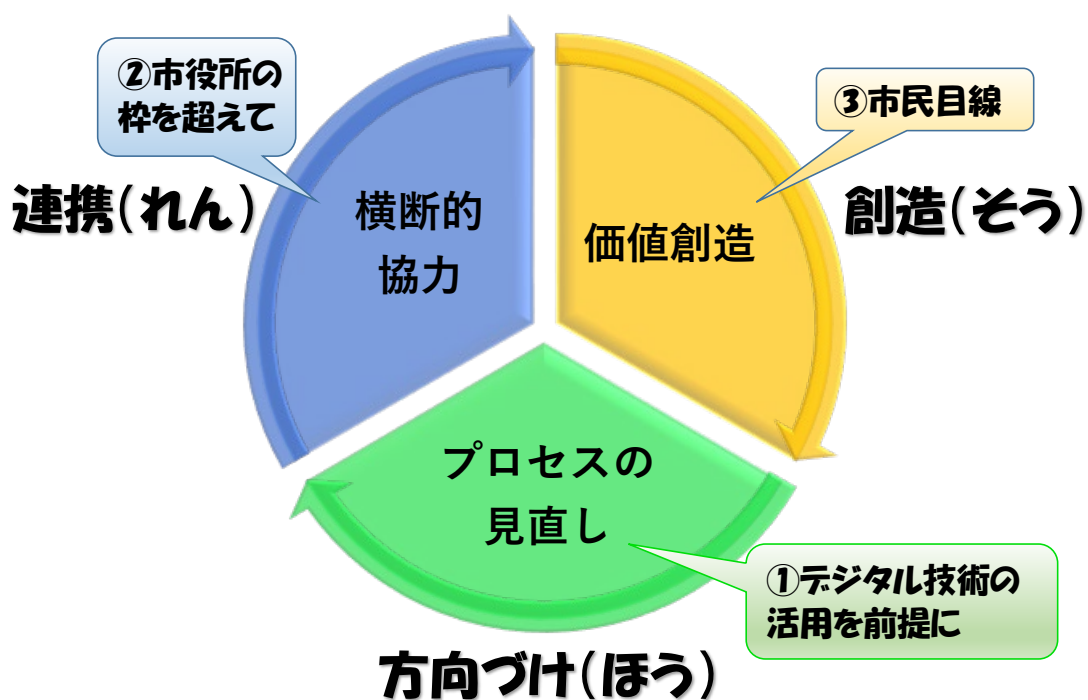 ②市役所の
枠を超えて
連携(れん)
横断的
協力
③市民目線
創造(そう)
価値創造
プロセスの
見直し
①デジタル技術の
活用を前提に
方向づけ(ほう)